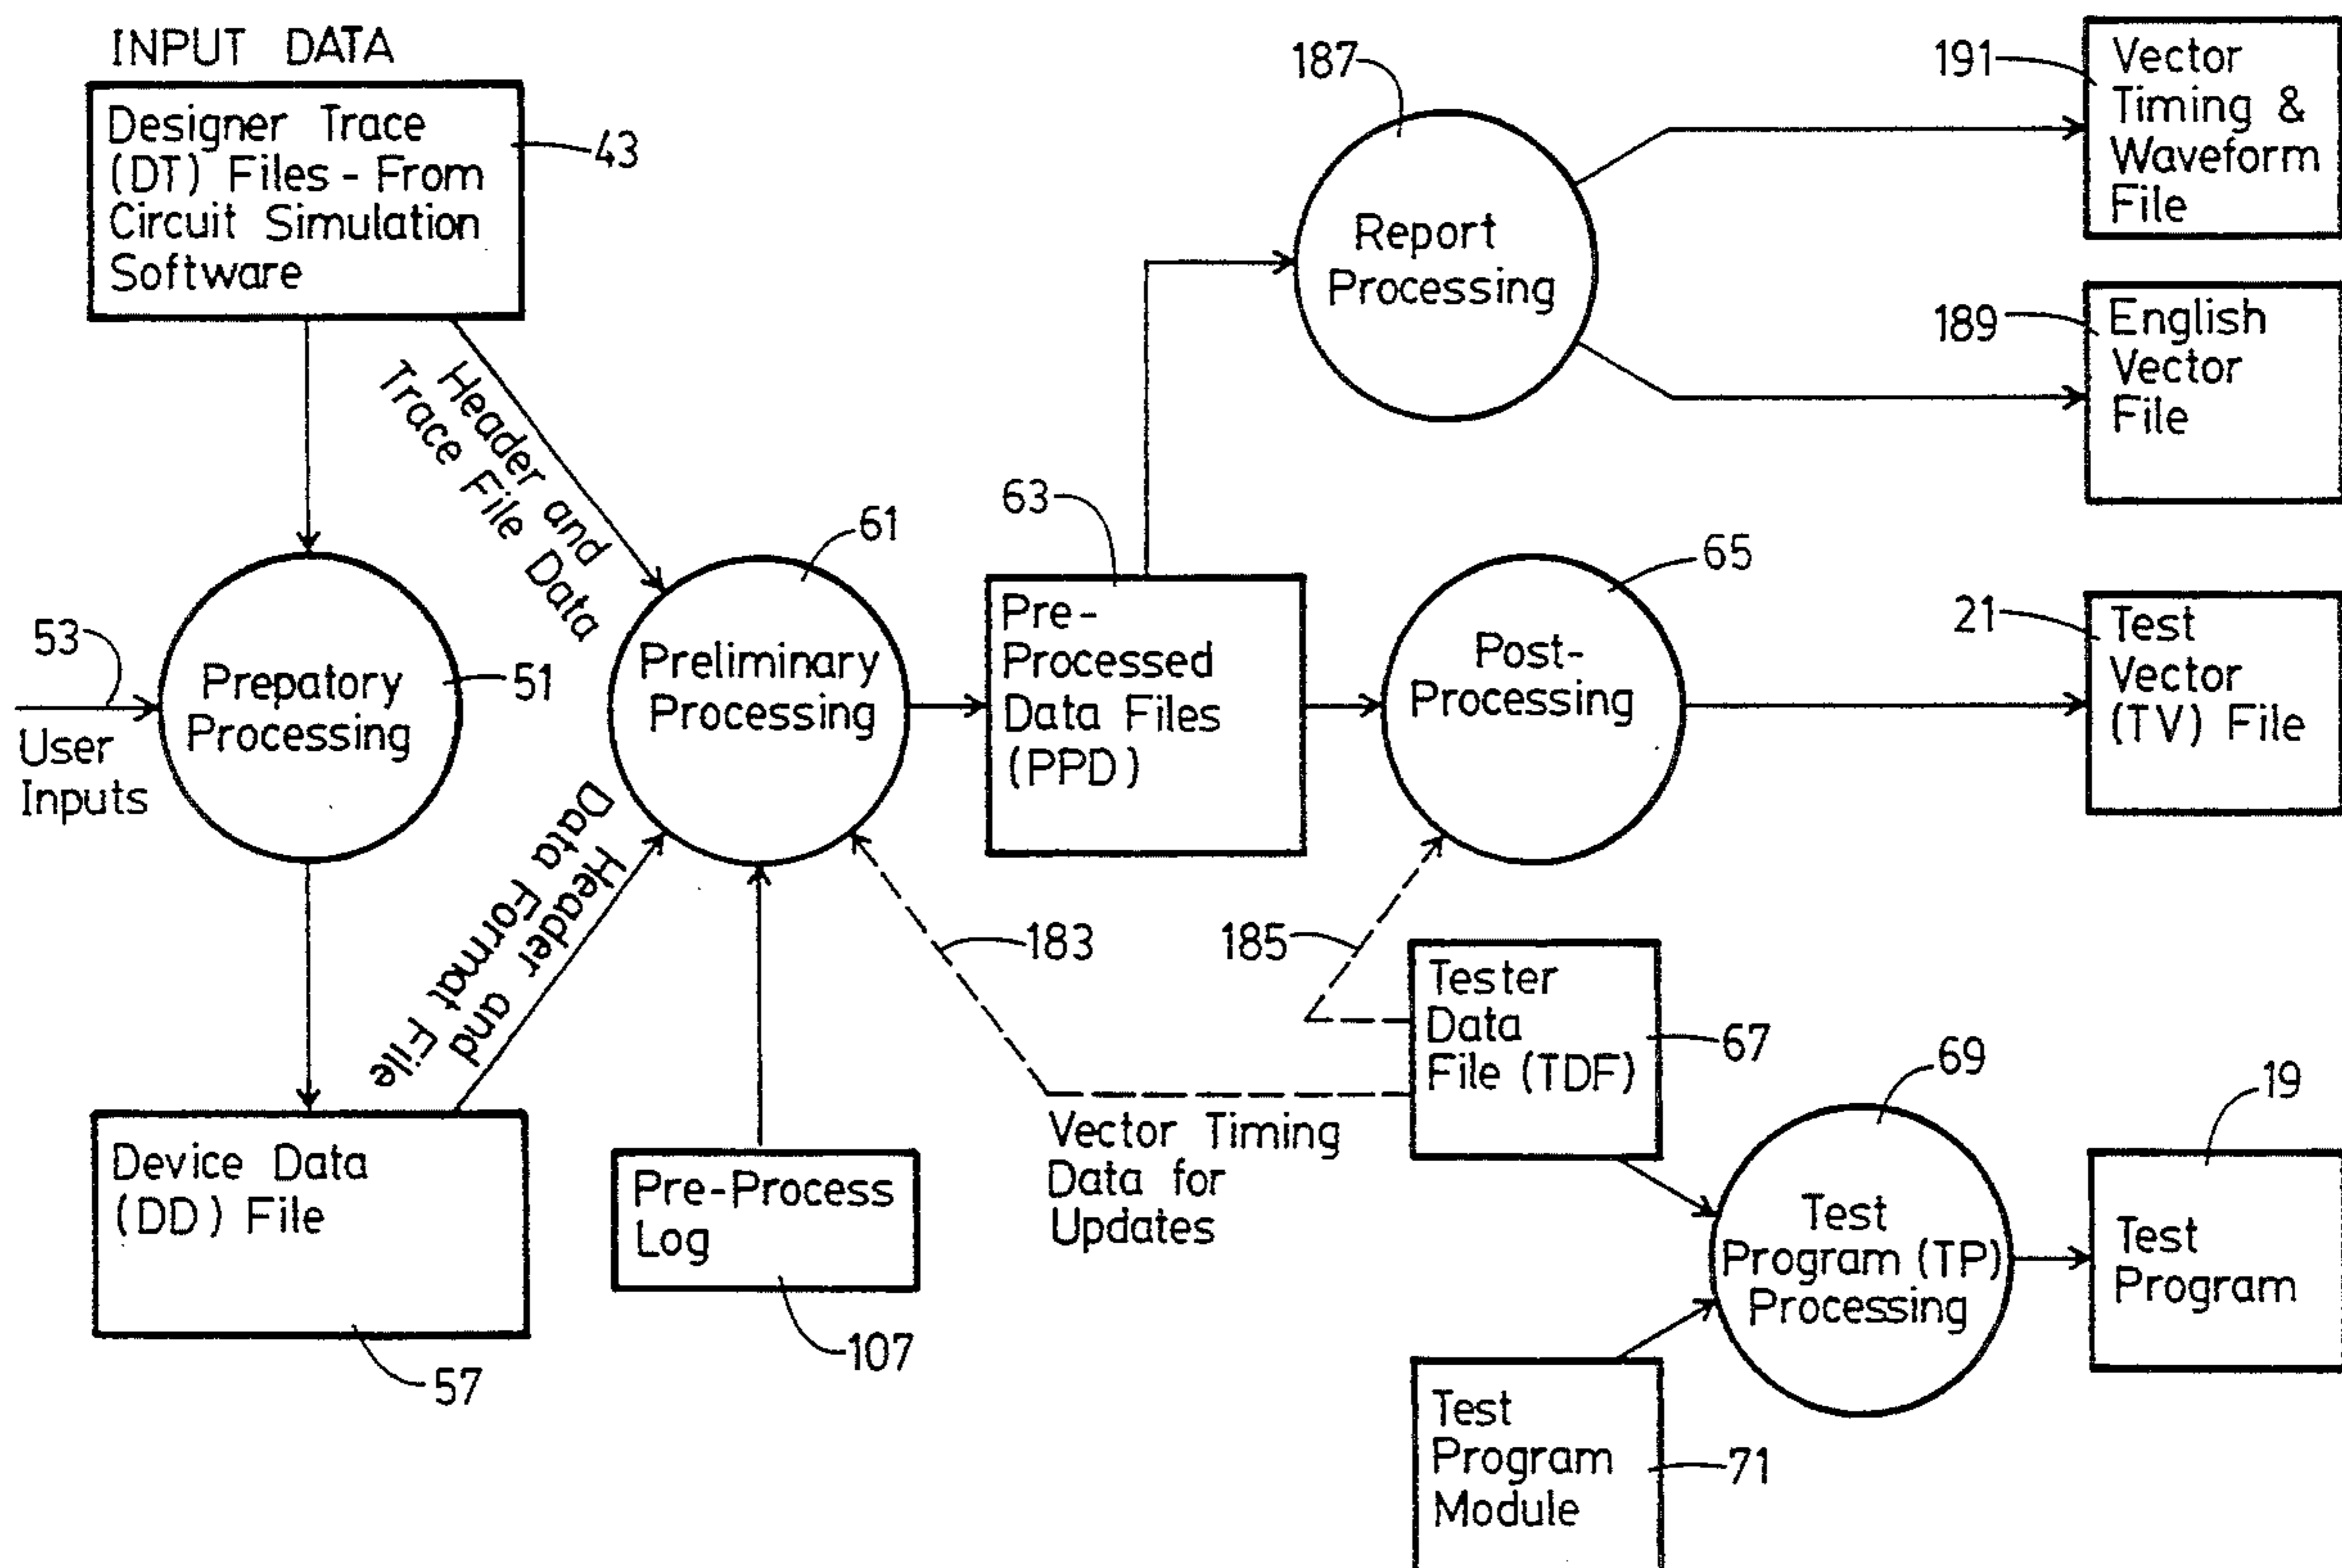 INPUT DATA
Designer Trace
(DT) Files - From
Circuit Simulation
Software
43
Header and
Trace File Data
53
User
Inputs
Prepatory
Processing
51
Header and
Data Format File
Device Data
(DD) File
57
61
Preliminary
Processing
Pre-Process
Log
107
63
Pre-
Processed
Data Files
(PPD)
187
Report
Processing
191
Vector
Timing &
Waveform
File
189
English
Vector
File
65
Post-
Processing
21
Test
Vector
(TV) File
183
185
Vector Timing
Data for
Updates
Tester
Data
File (TDF)
67
69
Test
Program (TP)
Processing
19
Test
Program
Test
Program
Module
71